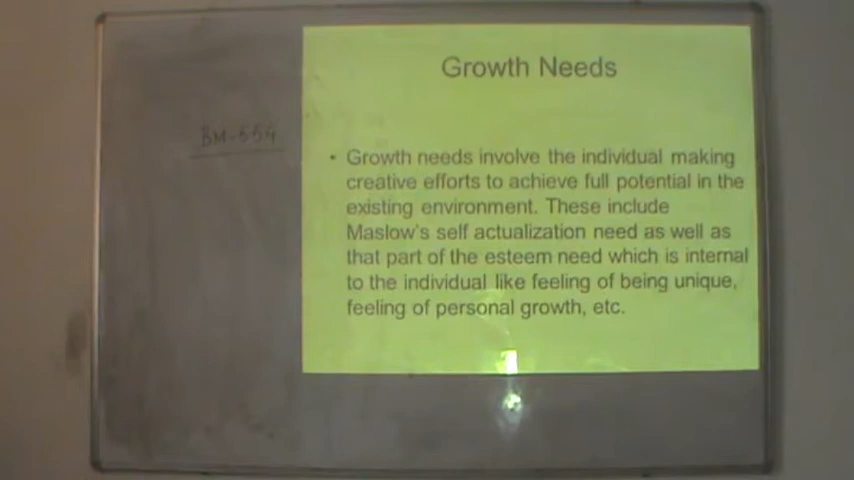 Growth Needs
BM-554
• Growth needs involve the individual making
creative efforts to achieve full potential in the
existing environment. These include
Maslow's self actualization need as well as
that part of the esteem need which is internal
to the individual like feeling of being unique,
feeling of personal growth, etc.